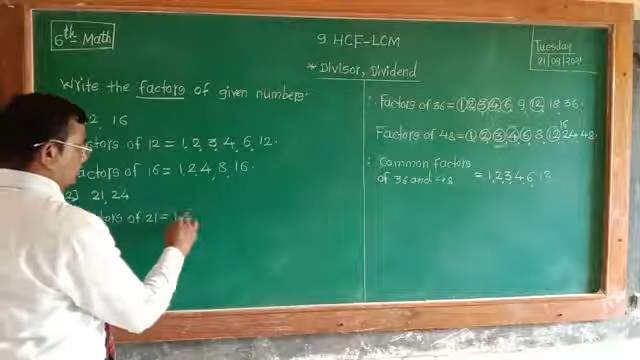 6th Math
9. HCF-LCM
Tuesday
21/09/2021
* Divisor, Dividend
Write the factors of given numbers.
2, 16
actors of 12 = 1, 2, 3, 4, 6, 12.
actors of 16 = 1, 2, 4, 8, 16.
2] 21, 24
tors of 21 = 1,
∴ Factors of 36 = 1 2 3 4 6, 9 12, 18, 36.
Factors of 48 = 1 2 3 4 6, 8 12, 16 24, 48.
∴ Common factors
of 36 and 48 = 1, 2, 3, 4, 6, 12